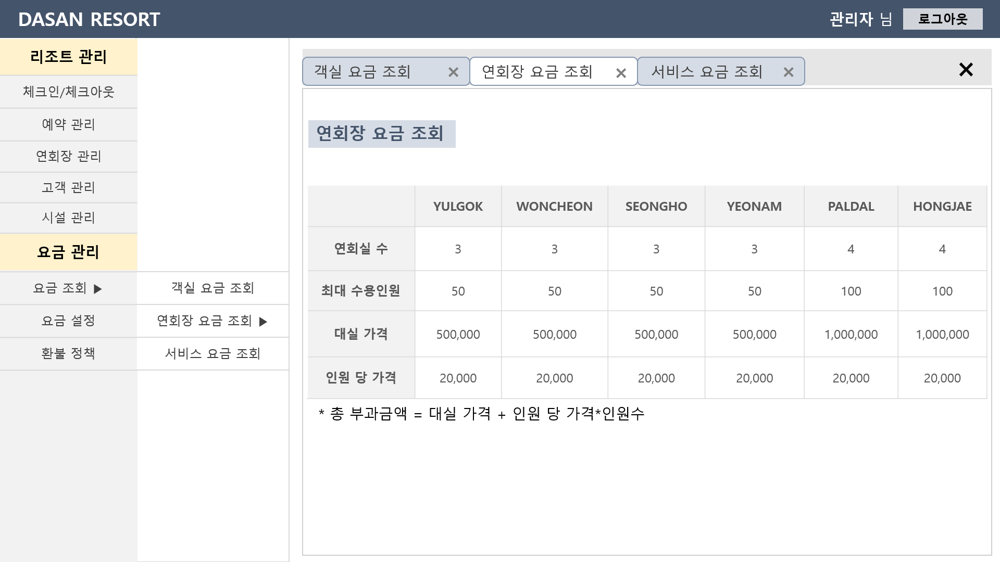 DASAN RESORT
관리자 님
로그아웃
리조트 관리
체크인/체크아웃
예약 관리
연회장 관리
고객 관리
시설 관리
요금 관리
요금 조회 ▶
요금 설정
환불 정책
객실 요금 조회
연회장 요금 조회 ▶
서비스 요금 조회
객실 요금 조회 ×
연회장 요금 조회 ×
서비스 요금 조회 ×
×
연회장 요금 조회
YULGOK WONCHEON SEONGHO YEONAM PALDAL HONGJAE
연회실 수 3 3 3 3 4 4
최대 수용인원 50 50 50 50 100 100
대실 가격 500,000 500,000 500,000 500,000 1,000,000 1,000,000
인원 당 가격 20,000 20,000 20,000 20,000 20,000 20,000
* 총 부과금액 = 대실 가격 + 인원 당 가격*인원수